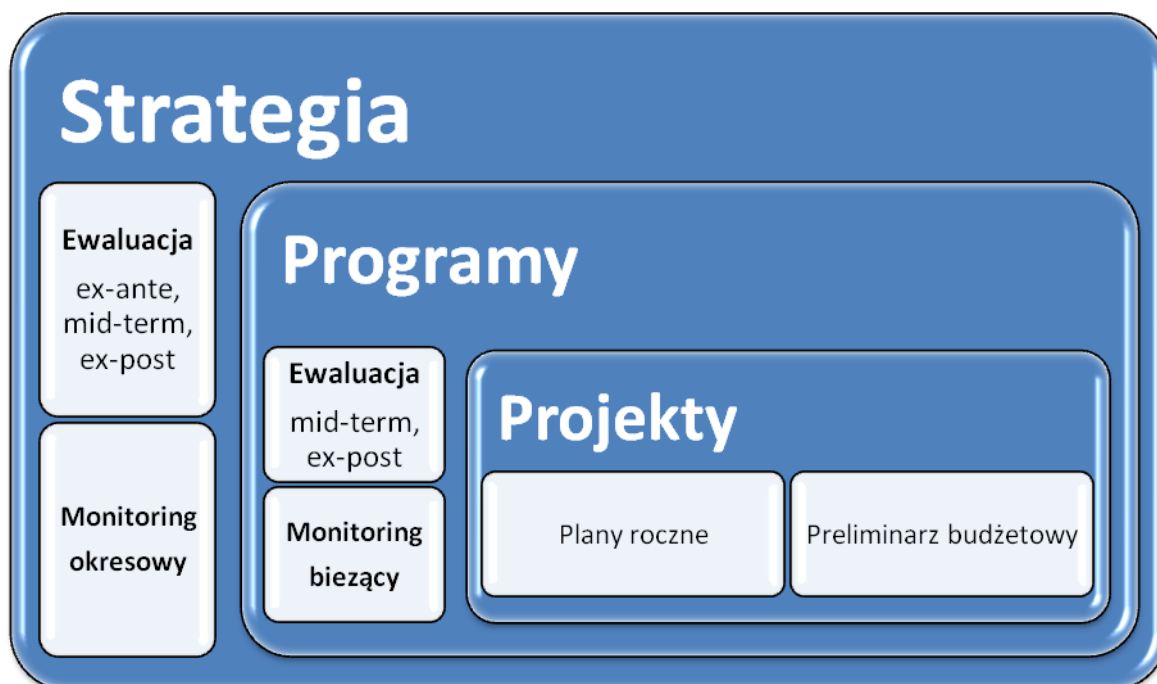 Strategia
Ewaluacja
ex-ante,
mid-term,
ex-post
Monitoring
okresowy
Programy
Ewaluacja
mid-term,
ex-post
Monitoring
biezący
Projekty
Plany roczne
Preliminarz budżetowy